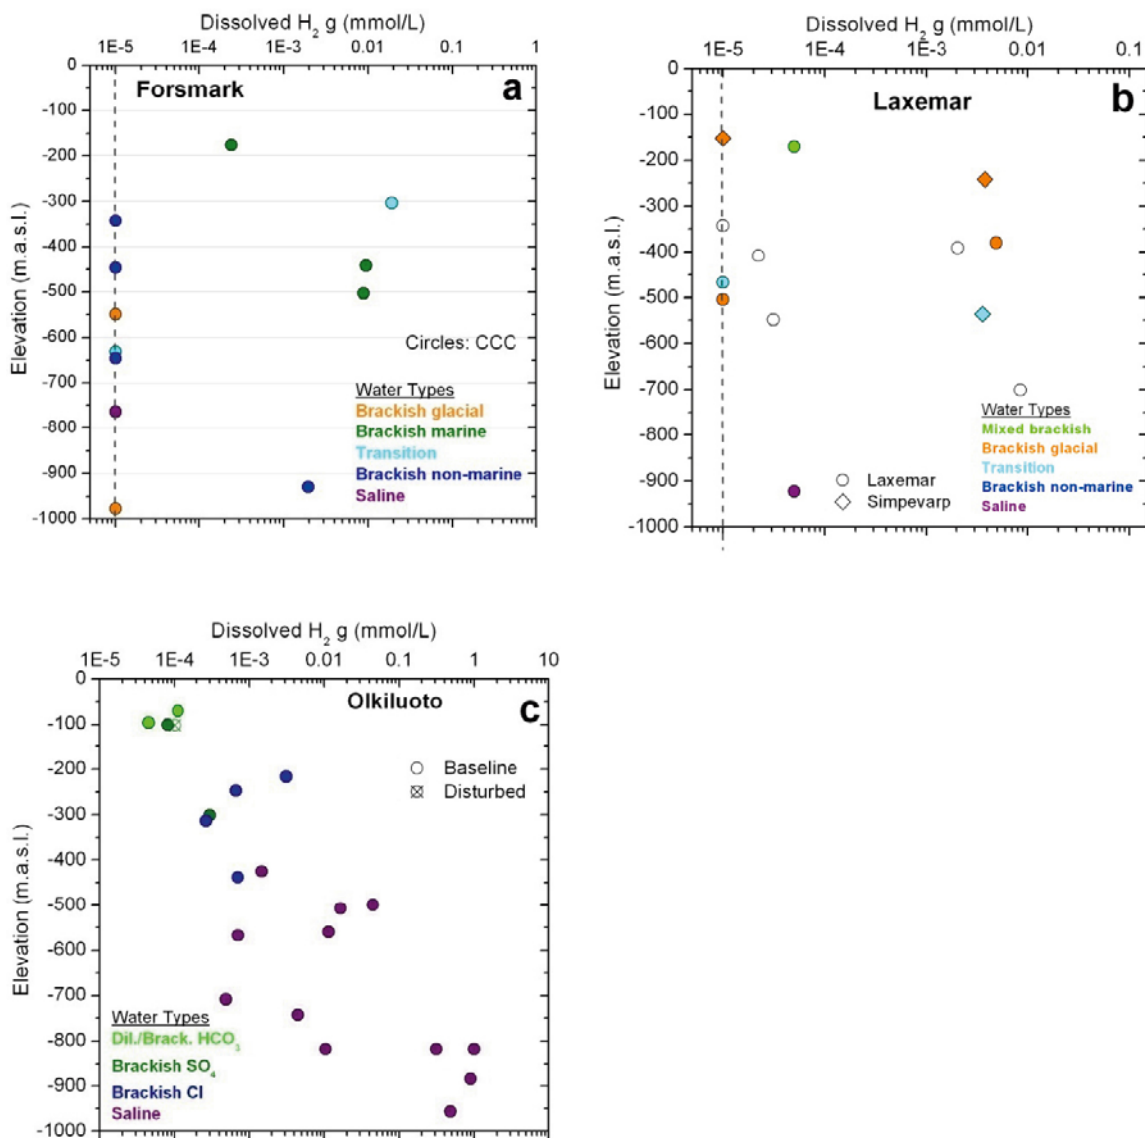 Dissolved H2 g (mmol/L)
1E-5 1E-4 1E-3 0.01 0.1 1
Forsmark a
0
-100
-200
-300
-400
-500
-600
-700
-800
-900
-1000
Elevation (m.a.s.l.)
Circles: CCC
Water Types
Brackish glacial
Brackish marine
Transition
Brackish non-marine
Saline
Dissolved H2 g (mmol/L)
1E-5 1E-4 1E-3 0.01 0.1
Laxemar b
0
-100
-200
-300
-400
-500
-600
-700
-800
-900
-1000
Elevation (m.a.s.l.)
Laxemar
Simpevarp
Water Types
Mixed brackish
Brackish glacial
Transition
Brackish non-marine
Saline
Dissolved H2 g (mmol/L)
1E-5 1E-4 1E-3 0.01 0.1 1 10
Olkiluoto c
0
-100
-200
-300
-400
-500
-600
-700
-800
-900
-1000
Elevation (m.a.s.l.)
Baseline
Disturbed
Water Types
Dil./Brack. HCO3
Brackish SO4
Brackish Cl
Saline